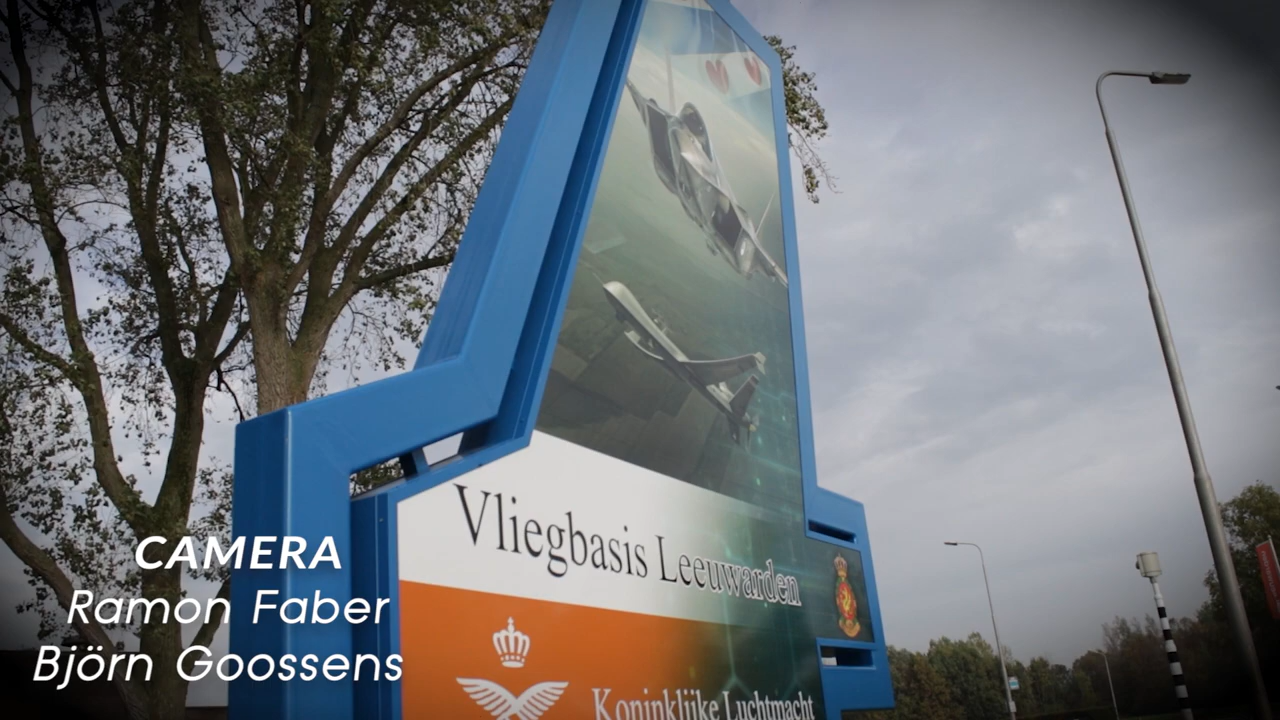 Vliegbasis Leeuwarden
Koninklijke Luchtmacht
CAMERA
Ramon Faber
Björn Goossens